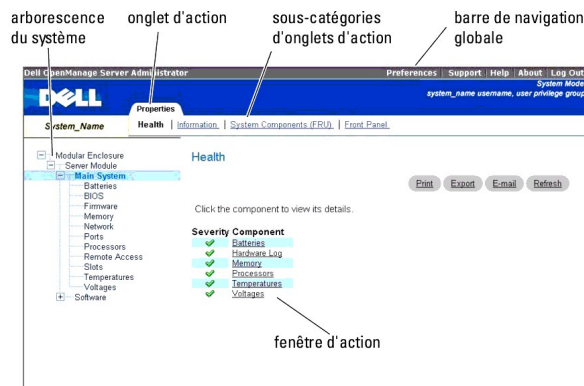 arborescence
du système
onglet d'action
sous-catégories
d'onglets d'action
barre de navigation
globale
Dell OpenManage Server Administrator
Preferences | Support | Help | About | Log Out
System Mode
system_name username, user privilege group
DELL
Properties
System_Name
Health | Information | System Components (FRU) | Front Panel
Modular Enclosure
Server Module
Main System
Batteries
BIOS
Firmware
Memory
Network
Ports
Processors
Remote Access
Slots
Temperatures
Voltages
Software
Health
Print Export E-mail Refresh
Click the component to view its details.
Severity Component
Batteries
Hardware Log
Memory
Processors
Temperatures
Voltages
fenêtre d'action